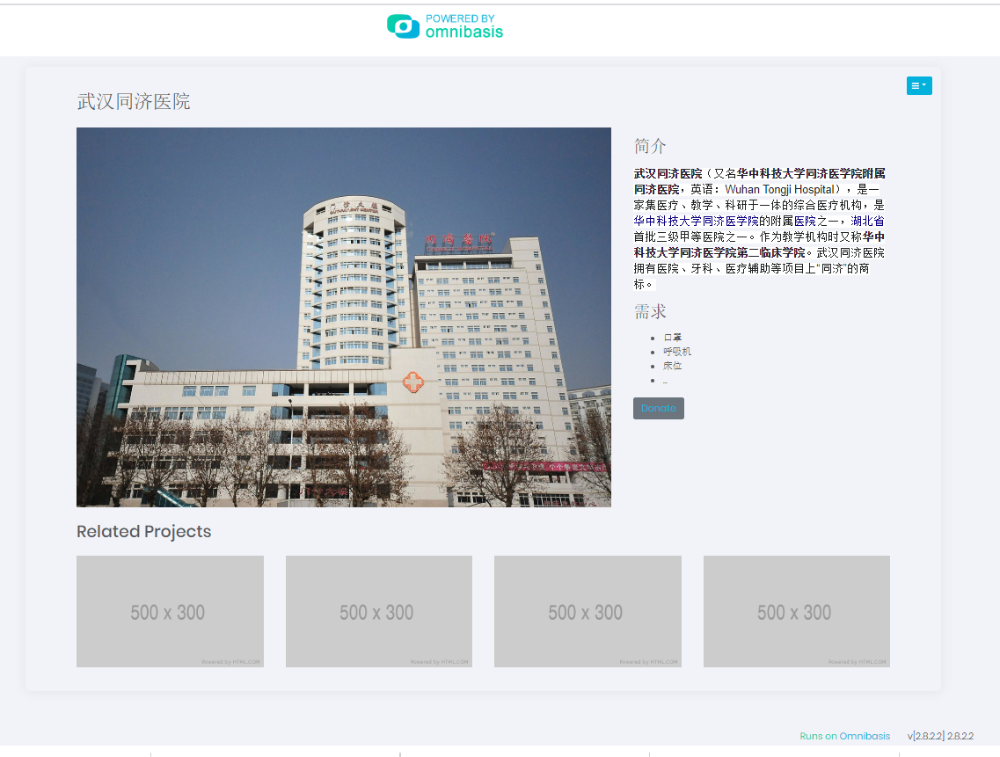 POWERED BY
omnibasis
武汉同济医院
简介
武汉同济医院（又名华中科技大学同济医学院附属
同济医院，英语：Wuhan Tongji Hospital），是一
家集医疗、教学、科研于一体的综合医疗机构，是
华中科技大学同济医学院的附属医院之一，湖北省
首批三级甲等医院之一。作为教学机构时又称华中
科技大学同济医学院第二临床学院。武汉同济医院
拥有医院、牙科、医疗辅助等项目上“同济”的商
标。
门诊大楼
OUTPATIENT CENTER
同济医院
需求
口罩
呼吸机
床位
Donate
Related Projects
500 x 300
Powered by HTML.COM
500 x 300
Powered by HTML.COM
500 x 300
Powered by HTML.COM
500 x 300
Powered by HTML.COM
Runs on Omnibasis
v[2.8.2.2] 2.8.2.2